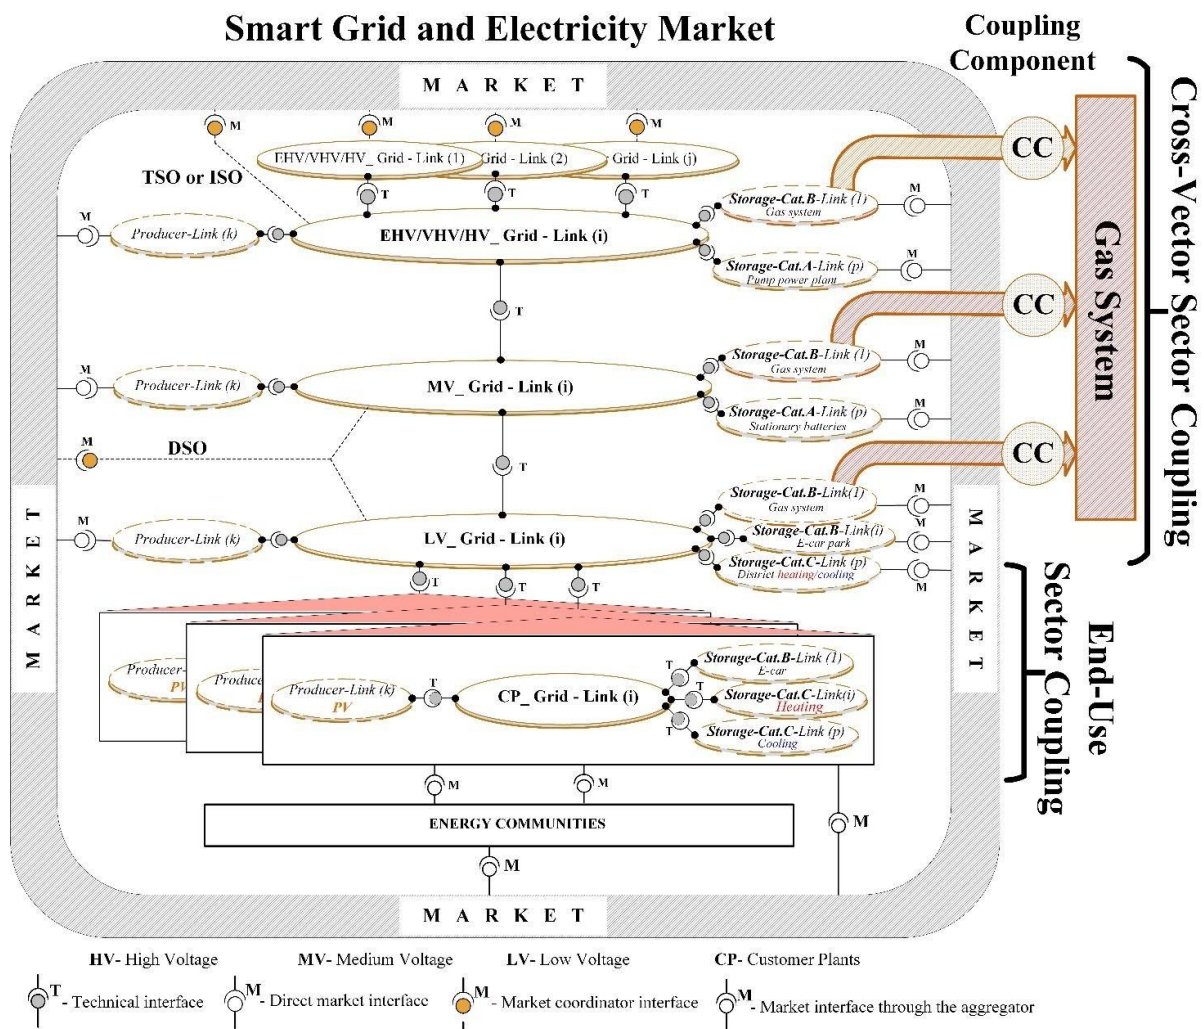 Smart Grid and Electricity Market
Coupling
Component
MARKET
M
M
M
M
EHV/VHV/HV_ Grid - Link (1)
Grid - Link (2)
Grid - Link (j)
CC
TSO or ISO
T
T
T
M
Producer-Link (k)
EHV/VHV/HV_ Grid - Link (i)
Storage-Cat.B-Link (1)
Gas system
M
Storage-Cat.A-Link (p)
Pump power plant
M
T
CC
M
Producer-Link (k)
MV_ Grid - Link (i)
Storage-Cat.B-Link (1)
Gas system
M
Storage-Cat.A-Link (p)
Stationary batteries
M
DSO
M
T
CC
Gas System
Cross-Vector Sector Coupling
M
Producer-Link (k)
LV_ Grid - Link (i)
Storage-Cat.B-Link(1)
Gas system
M
Storage-Cat.B-Link(i)
E-car park
M
Storage-Cat.C-Link (p)
District heating/cooling
M
MARKET
MARKET
T
T
T
Producer-
PV
Producer-
P
Producer-Link (k)
PV
T
CP_ Grid - Link (i)
T
Storage-Cat.B-Link (1)
E-car
T
Storage-Cat.C-Link(i)
Heating
T
Storage-Cat.C-Link (p)
Cooling
End-Use
Sector Coupling
M
M
ENERGY COMMUNITIES
M
M
MARKET
HV- High Voltage
MV- Medium Voltage
LV- Low Voltage
CP- Customer Plants
T - Technical interface
M - Direct market interface
M - Market coordinator interface
M - Market interface through the aggregator